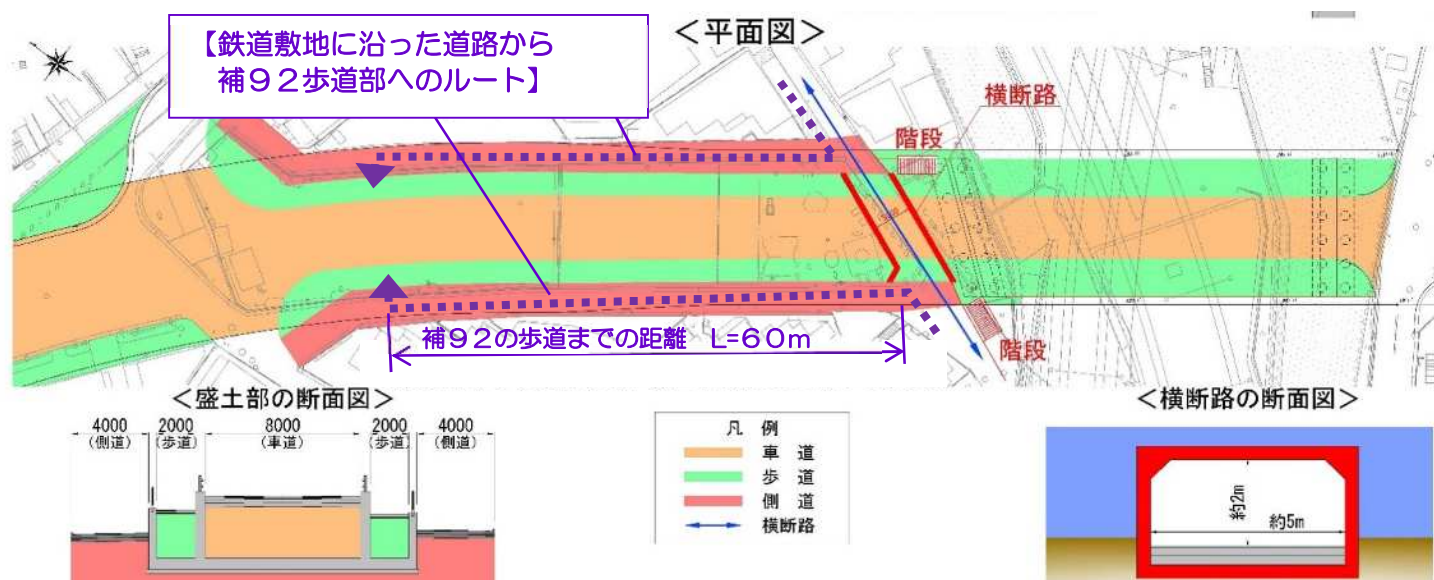 【鉄道敷地に沿った道路から
補92歩道部へのルート】
<平面図>
横断路
階段
階段
補92の歩道までの距離 L=60m
<盛土部の断面図>
4000 2000 8000 2000 4000
(側道) (歩道) (車道) (歩道) (側道)
凡 例
車 道
歩 道
側 道
横断路
<横断路の断面図>
約2m
約5m